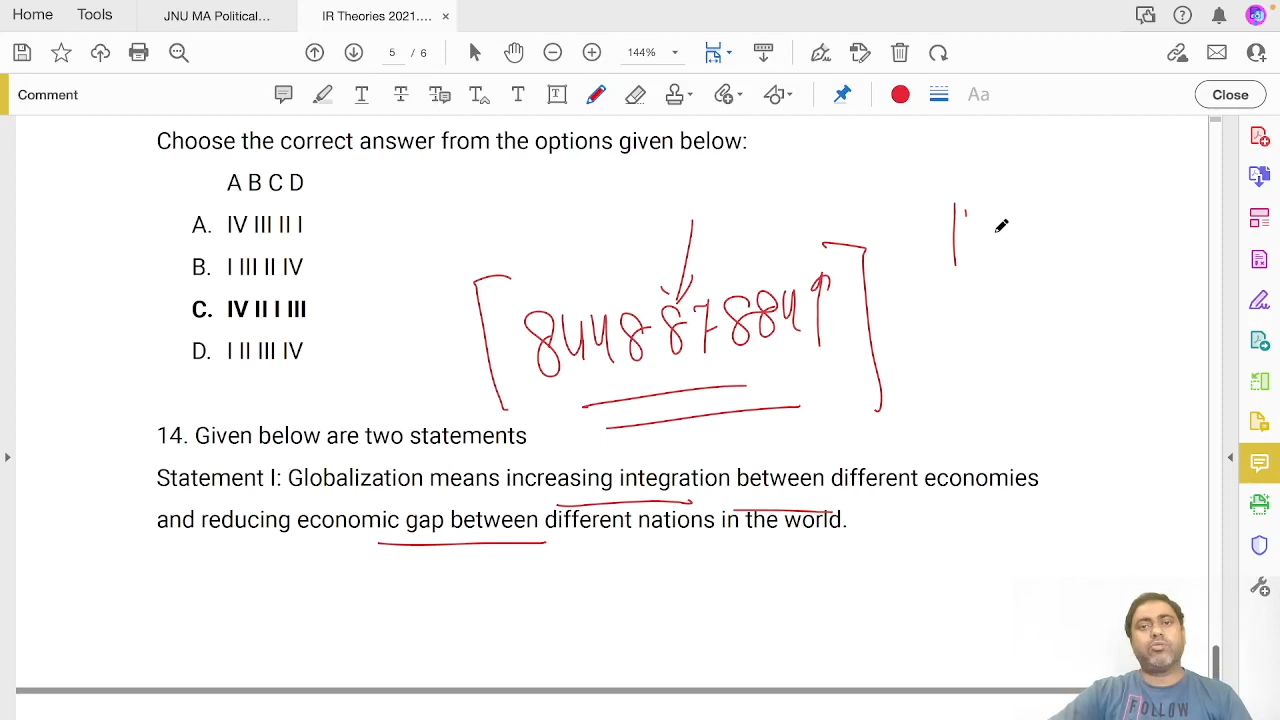 Home Tools JNU MA Political... IR Theories 2021.... ×
5 / 6 144%
Comment Aa Close
Choose the correct answer from the options given below:
A B C D
A. IV III II I
B. I III II IV
C. IV II I III
D. I II III IV
14. Given below are two statements
Statement I: Globalization means increasing integration between different economies
and reducing economic gap between different nations in the world.
FOLLOW